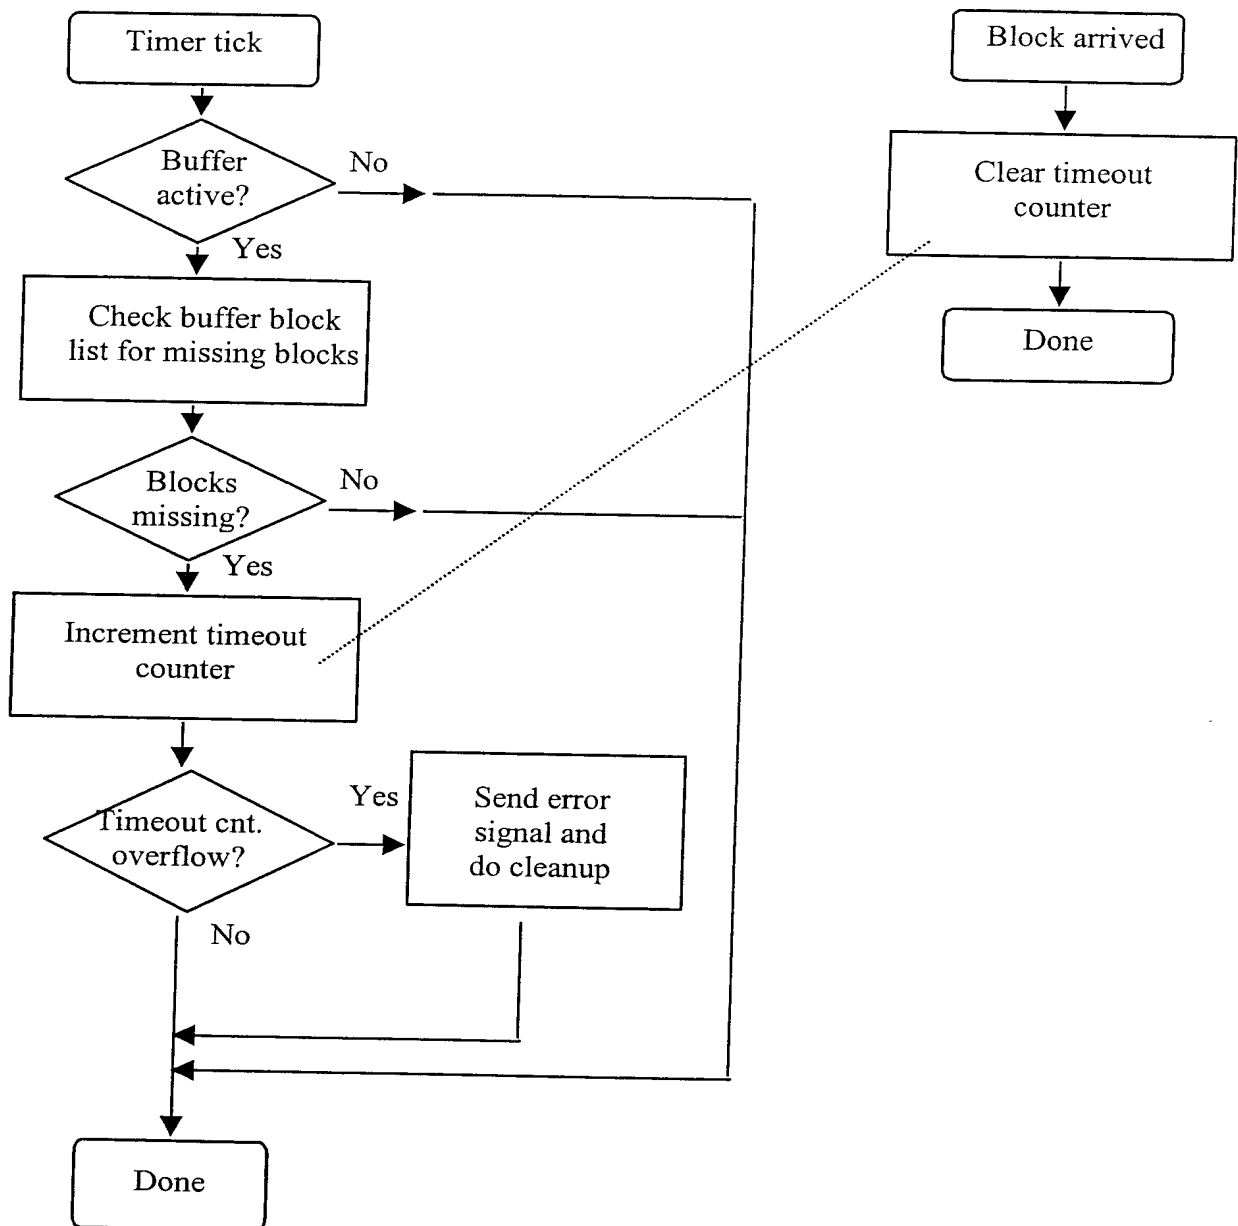 Timer tick
Block arrived
Buffer
active?
No
Yes
Clear timeout
counter
Check buffer block
list for missing blocks
Done
Blocks
missing?
No
Yes
Increment timeout
counter
Timeout cnt.
overflow?
Yes
Send error
signal and
do cleanup
No
Done